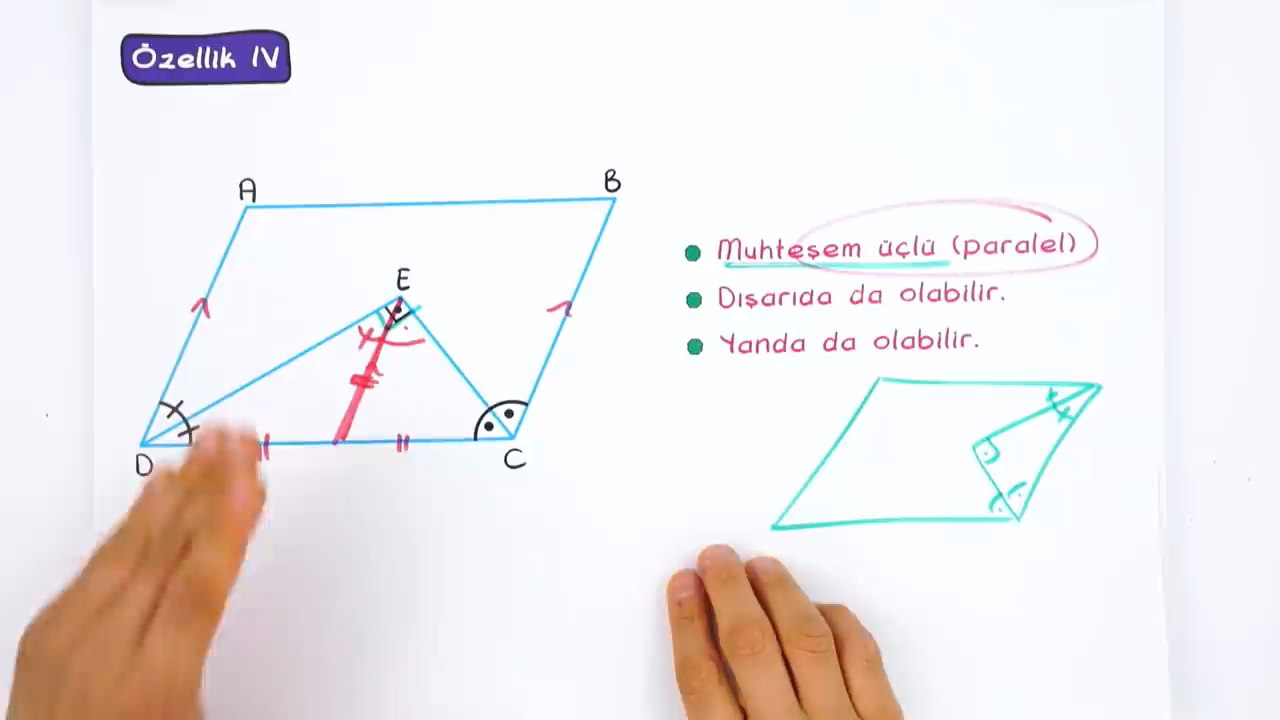 Özellik IV
A
B
E
D
C
Muhteşem üçlü (paralel)
Dışarıda da olabilir.
Yanda da olabilir.